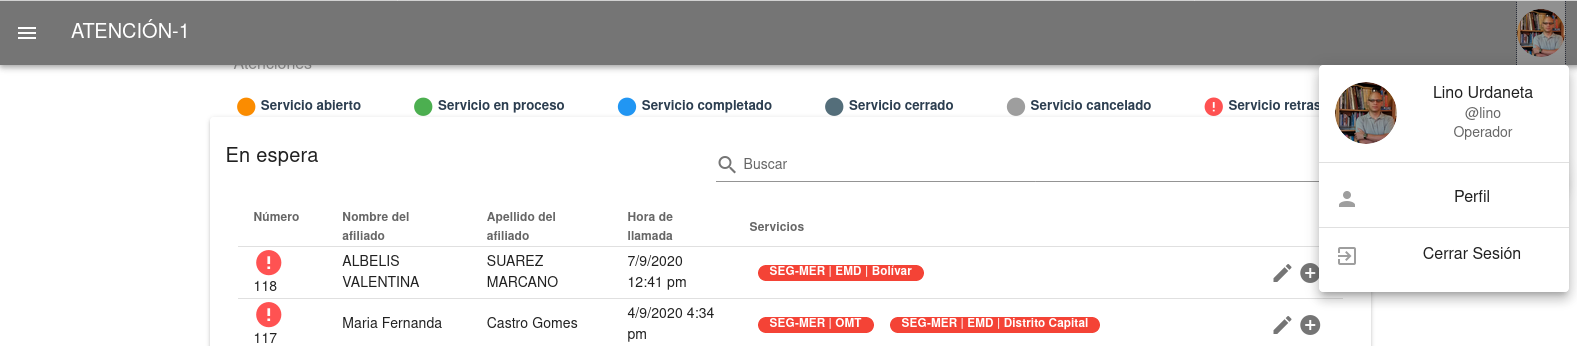 ATENCIÓN-1
Atenciones
Servicio abierto
Servicio en proceso
Servicio completado
Servicio cerrado
Servicio cancelado
Servicio retras
Lino Urdaneta
@lino
Operador
Perfil
Cerrar Sesión
En espera
Buscar
Número
Nombre del
afiliado
Apellido del
afiliado
Hora de
llamada
Servicios
118
ALBELIS
VALENTINA
SUAREZ
MARCANO
7/9/2020
12:41 pm
SEG-MER | EMD | Bolívar
117
Maria Fernanda
Castro Gomes
4/9/2020 4:34
pm
SEG-MER | OMT
SEG-MER | EMD | Distrito Capital